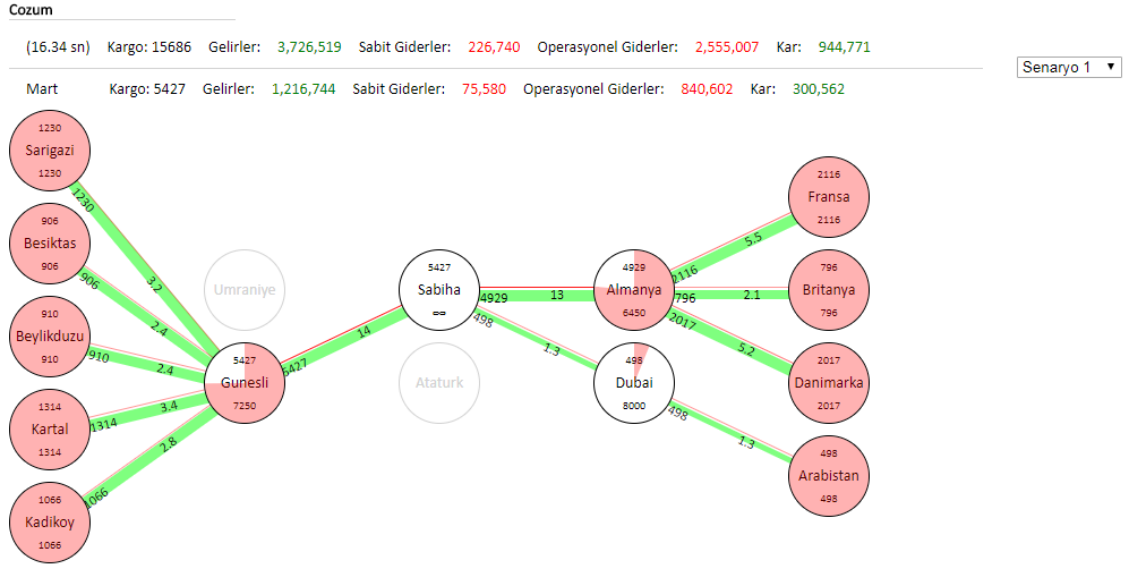 Cozum
(16.34 sn) Kargo: 15686 Gelirler: 3,726,519 Sabit Giderler: 226,740 Operasyonel Giderler: 2,555,007 Kar: 944,771
Senaryo 1
Mart Kargo: 5427 Gelirler: 1,216,744 Sabit Giderler: 75,580 Operasyonel Giderler: 840,602 Kar: 300,562
1230
Sarigazi
1230
1230
3.2
906
Besiktas
906
906
2.4
910
Beylikduzu
910
910
2.4
1314
Kartal
1314
1314
3.4
1066
Kadikoy
1066
1066
2.8
Umraniye
5427
Gunesli
7250
5427
14
5427
Sabiha
∞
Ataturk
4929
13
498
1.3
4929
Almanya
6450
498
Dubai
8000
2116
5.5
796
2.1
2017
5.2
498
1.3
2116
Fransa
2116
796
Britanya
796
2017
Danimarka
2017
498
Arabistan
498